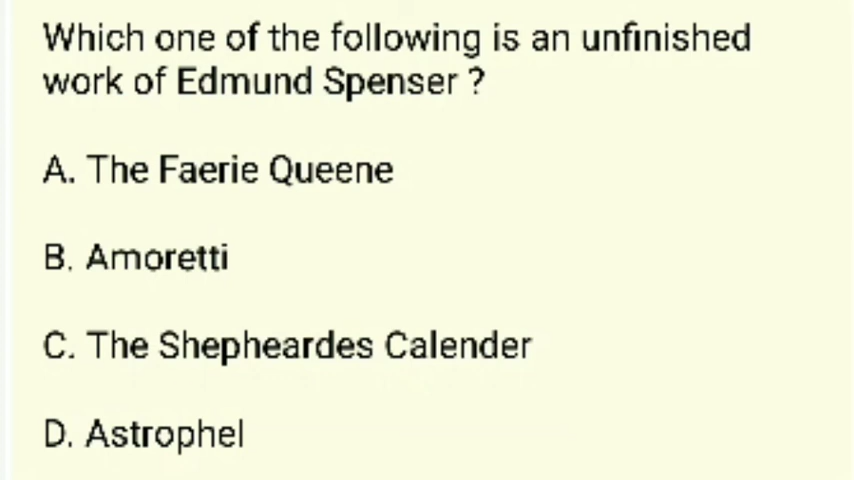 Which one of the following is an unfinished
work of Edmund Spenser ?
A. The Faerie Queene
B. Amoretti
C. The Shepheardes Calender
D. Astrophel